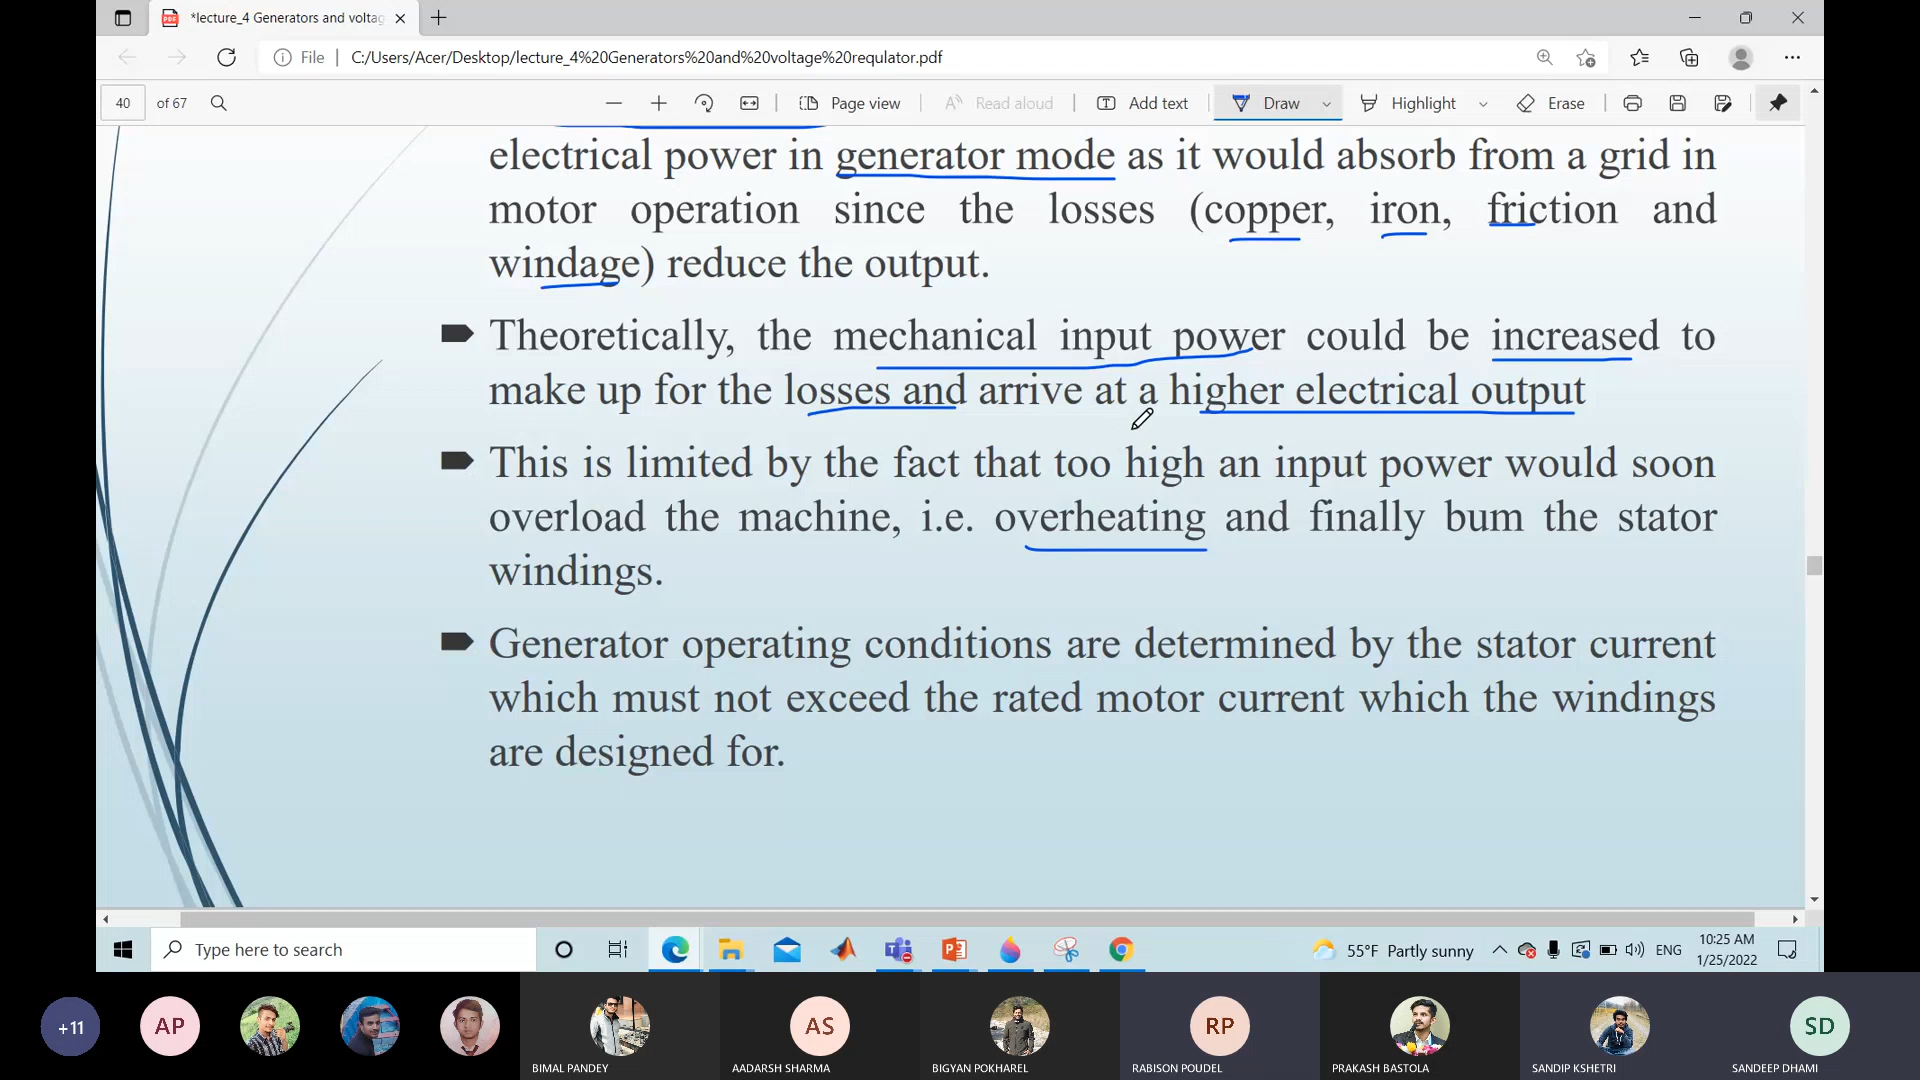 *lecture_4 Generators and voltag
File
C:/Users/Acer/Desktop/lecture_4%20Generators%20and%20voltage%20regulator.pdf
40 of 67
Page view
Read aloud
Add text
Draw
Highlight
Erase
electrical power in generator mode as it would absorb from a grid in
motor operation since the losses (copper, iron, friction and
windage) reduce the output.
Theoretically, the mechanical input power could be increased to
make up for the losses and arrive at a higher electrical output
This is limited by the fact that too high an input power would soon
overload the machine, i.e. overheating and finally bum the stator
windings.
Generator operating conditions are determined by the stator current
which must not exceed the rated motor current which the windings
are designed for.
Type here to search
55°F Partly sunny
ENG
10:25 AM
1/25/2022
+11
AP
AS
RP
SD
BIMAL PANDEY
AADARSH SHARMA
BIGYAN POKHAREL
RABISON POUDEL
PRAKASH BASTOLA
SANDIP KSHETRI
SANDEEP DHAMI